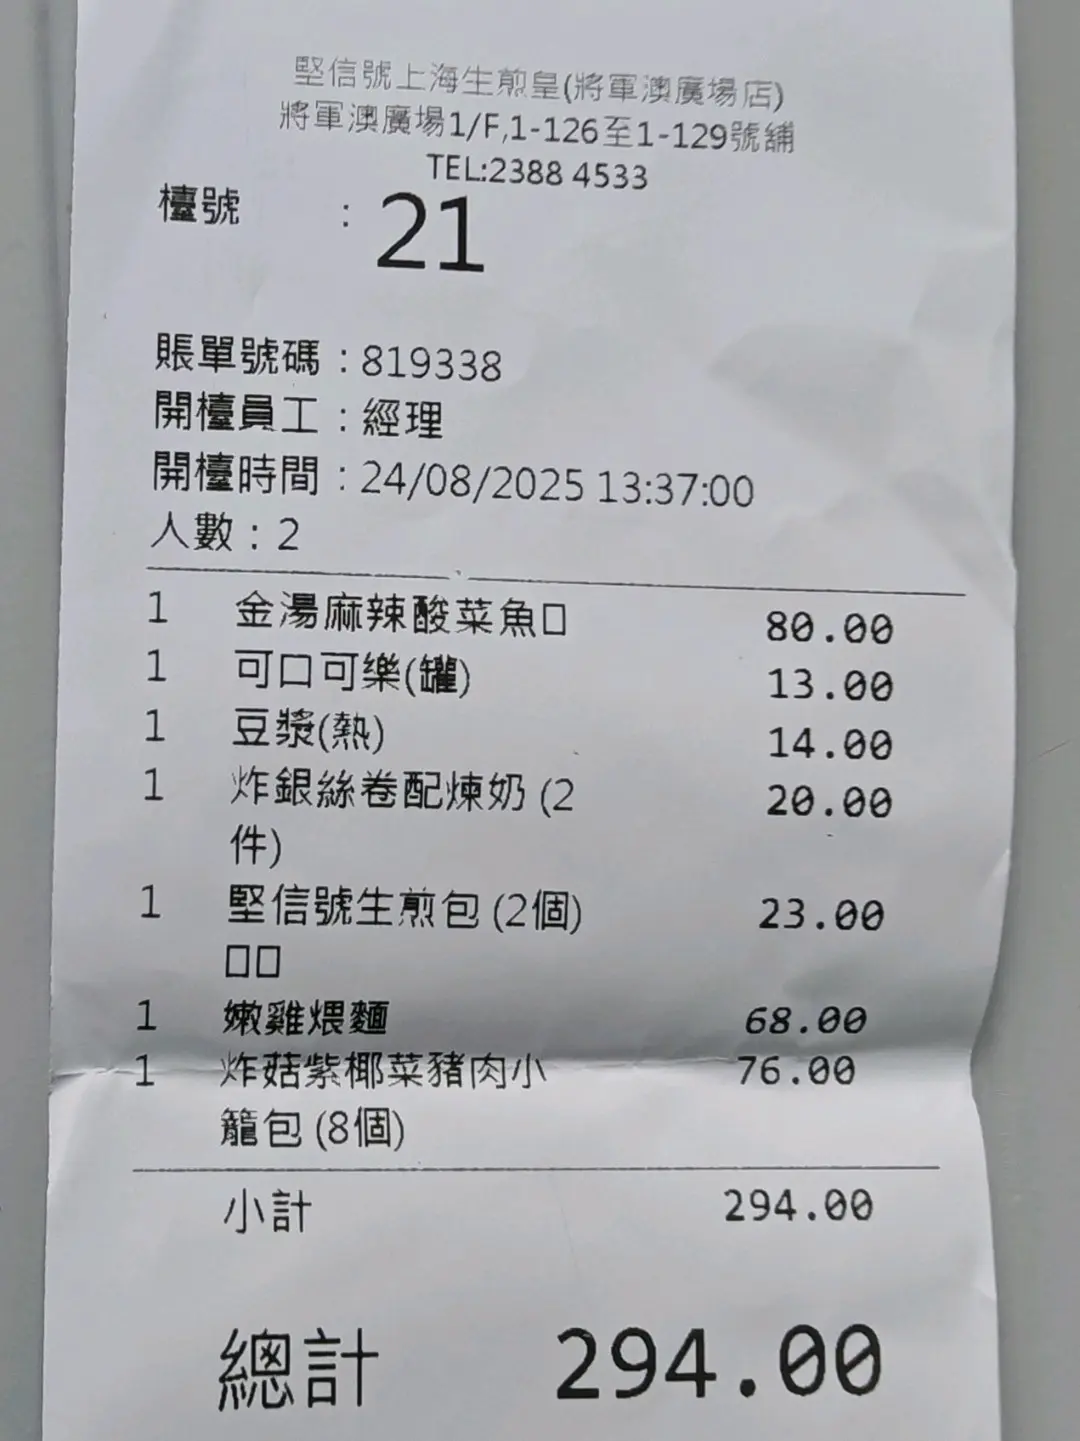 堅信號上海生煎皇(將軍澳廣場店)
將軍澳廣場1/F,1-126至1-129號舖
TEL:2388 4533
檯號 : 21
賬單號碼 : 819338
開檯員工 : 經理
開檯時間 : 24/08/2025 13:37:00
人數 : 2
1 金湯麻辣酸菜魚□ 80.00
1 可口可樂(罐) 13.00
1 豆漿(熱) 14.00
1 炸銀絲卷配煉奶 (2 20.00
件)
1 堅信號生煎包 (2個) 23.00
□□
1 嫩雞煨麵 68.00
1 炸菇紫椰菜豬肉小 76.00
籠包 (8個)
小計 294.00
總計 294.00